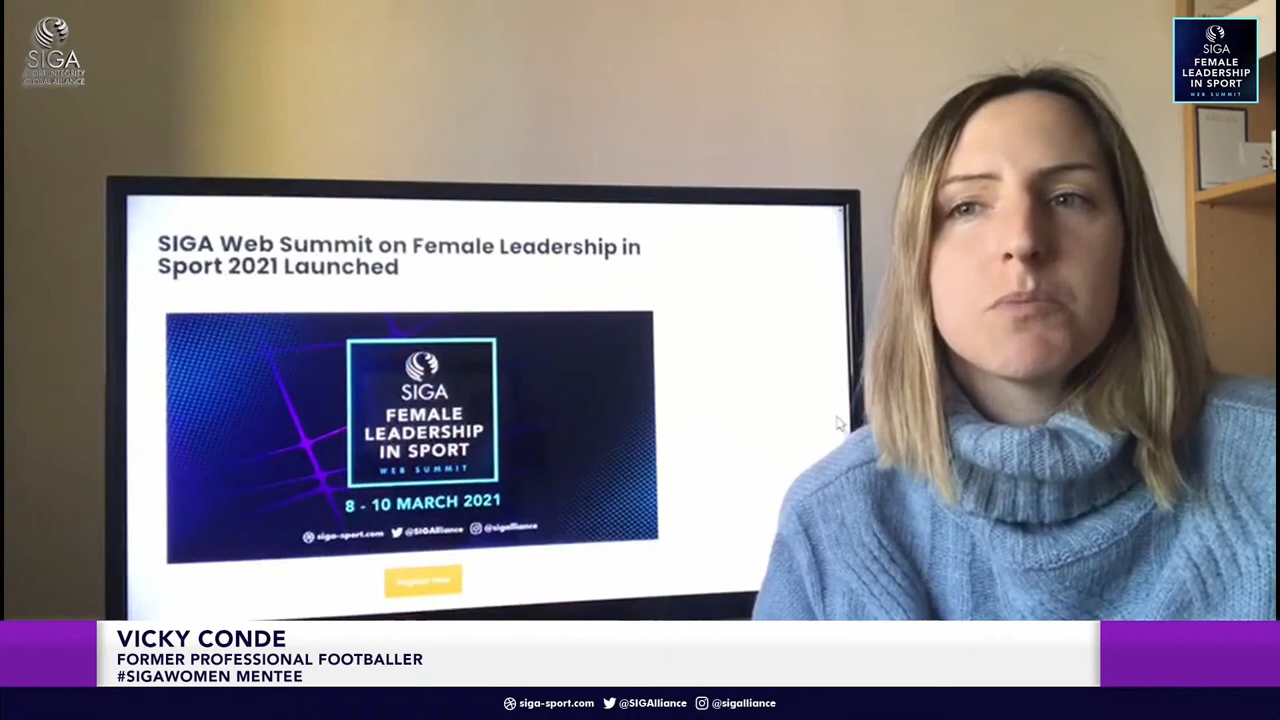 SIGA
SPORT INTEGRITY
GLOBAL ALLIANCE
SIGA
FEMALE
LEADERSHIP
IN SPORT
WEB SUMMIT
SIGA Web Summit on Female Leadership in
Sport 2021 Launched
SIGA
FEMALE
LEADERSHIP
IN SPORT
WEB SUMMIT
8 - 10 MARCH 2021
siga-sport.com @SIGAlliance @sigalliance
Register Now
VICKY CONDE
FORMER PROFESSIONAL FOOTBALLER
#SIGAWOMEN MENTEE
siga-sport.com @SIGAlliance @sigalliance